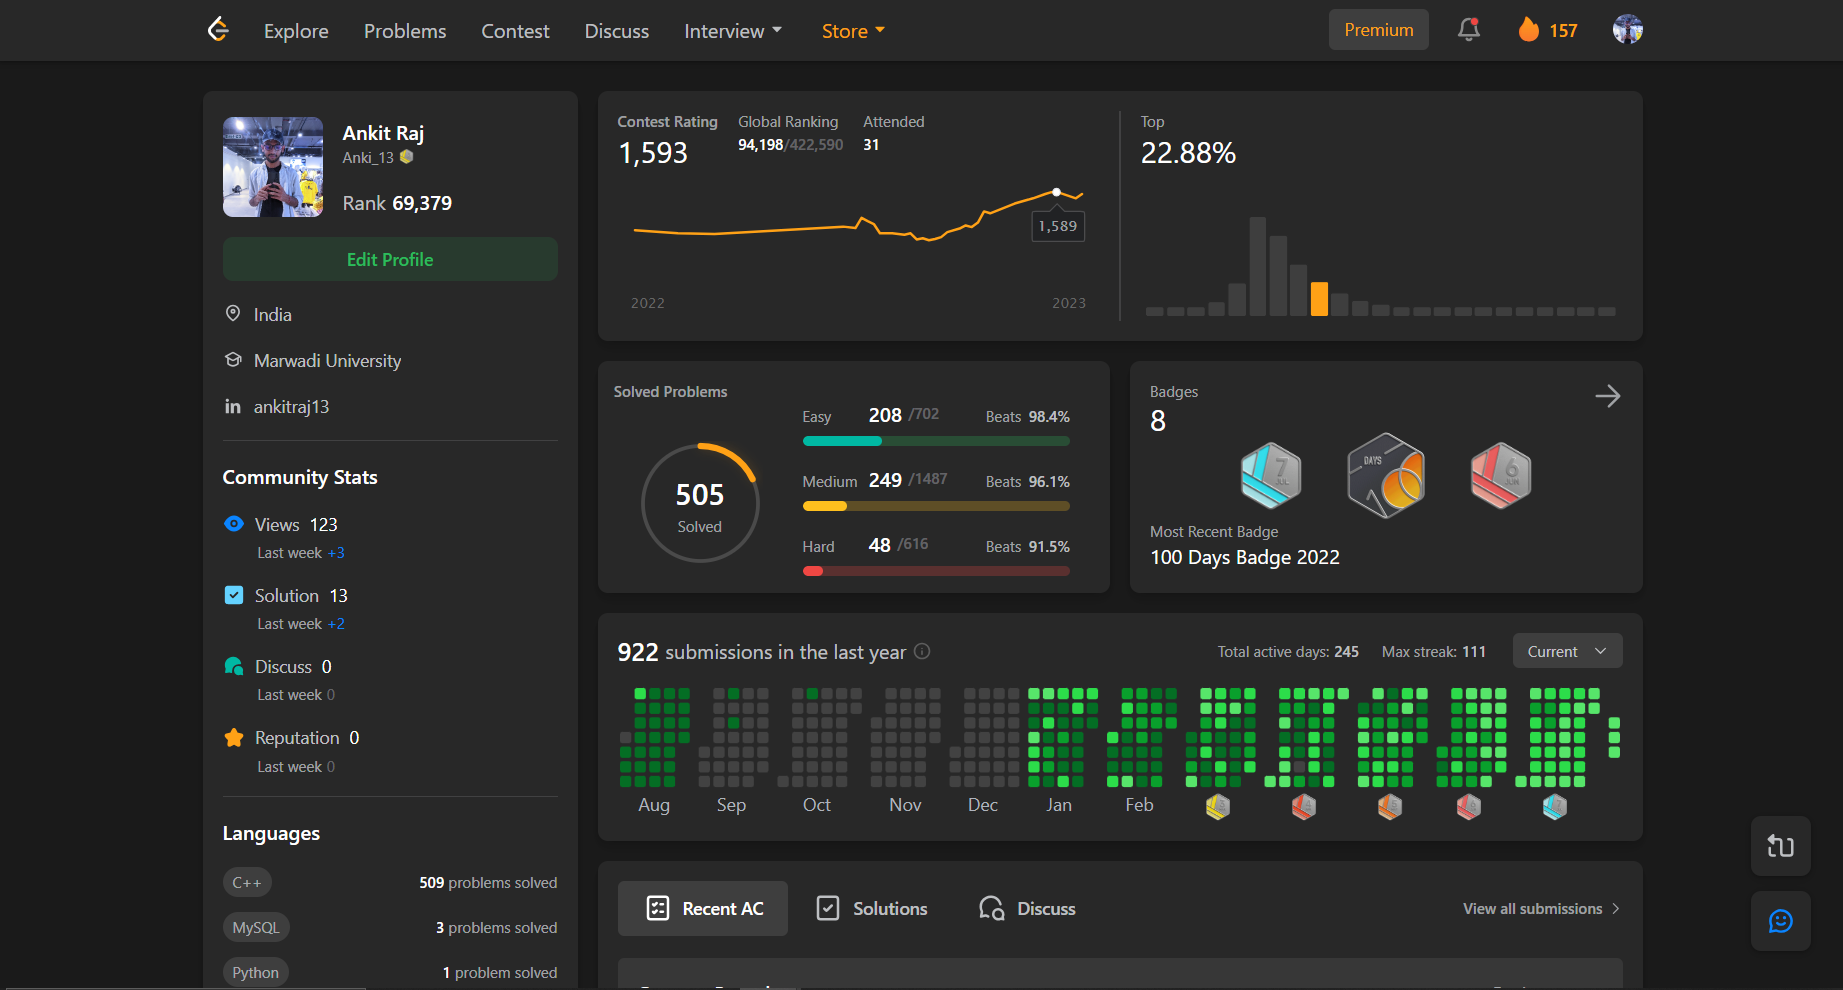 Explore Problems Contest Discuss Interview Store Premium 157
Ankit Raj
Anki_13
Rank 69,379
Edit Profile
India
Marwadi University
ankitraj13
Community Stats
Views 123
Last week +3
Solution 13
Last week +2
Discuss 0
Last week 0
Reputation 0
Last week 0
Languages
C++ 509 problems solved
MySQL 3 problems solved
Python 1 problem solved
Contest Rating Global Ranking Attended
1,593 94,198/422,590 31
1,589
2022 2023
Top
22.88%
Solved Problems
505
Solved
Easy 208 /702 Beats 98.4%
Medium 249 /1487 Beats 96.1%
Hard 48 /616 Beats 91.5%
Badges
8
7
JUL
DAYS
6
JUN
Most Recent Badge
100 Days Badge 2022
922 submissions in the last year Total active days: 245 Max streak: 111 Current
Aug Sep Oct Nov Dec Jan Feb
Recent AC Solutions Discuss View all submissions